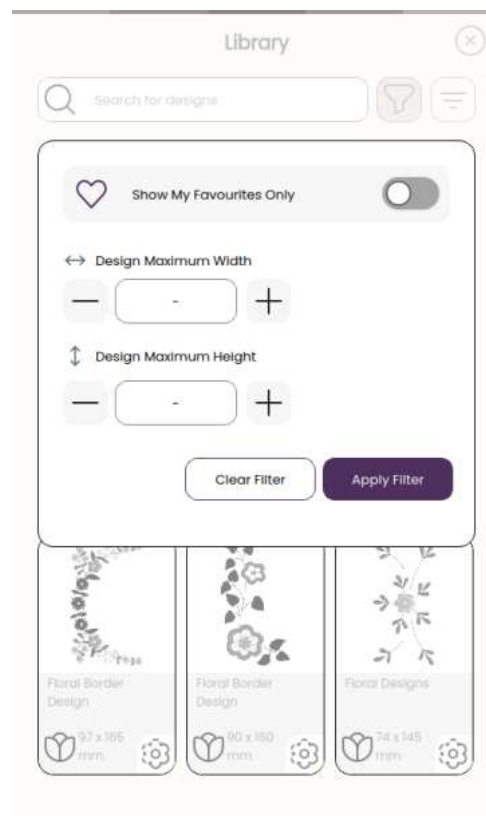 Library
Search for designs
Show My Favourites Only
Design Maximum Width
-
Design Maximum Height
-
Clear Filter
Apply Filter
Floral Border
Design
97 x 165
mm
Floral Border
Design
90 x 160
mm
Floral Designs
74 x 145
mm